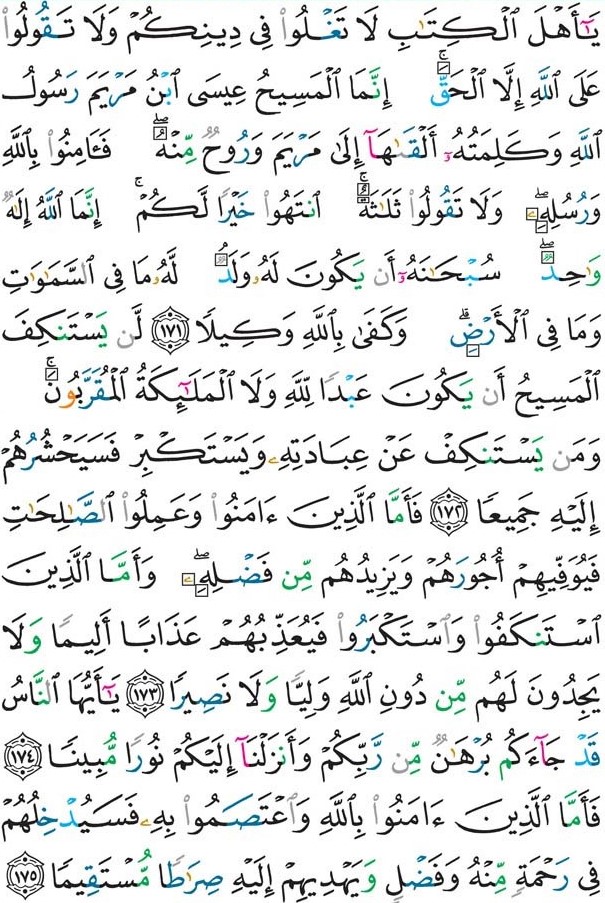 يَـٰٓأَهْلَ ٱلْكِتَـٰبِ لَا تَغْلُوا۟ فِى دِينِكُمْ وَلَا تَقُولُوا۟
عَلَى ٱللَّهِ إِلَّا ٱلْحَقَّ ۚ إِنَّمَا ٱلْمَسِيحُ عِيسَى ٱبْنُ مَرْيَمَ رَسُولُ
ٱللَّهِ وَكَلِمَتُهُۥٓ أَلْقَىٰهَآ إِلَىٰ مَرْيَمَ وَرُوحٌ مِّنْهُ ۖ فَـَٔامِنُوا۟ بِٱللَّهِ
وَرُسُلِهِۦ ۖ وَلَا تَقُولُوا۟ ثَلَـٰثَةٌ ۚ ٱنتَهُوا۟ خَيْرًا لَّكُمْ ۚ إِنَّمَا ٱللَّهُ إِلَـٰهٌ
وَٰحِدٌ ۖ سُبْحَـٰنَهُۥٓ أَن يَكُونَ لَهُۥ وَلَدٌ ۘ لَّهُۥ مَا فِى ٱلسَّمَـٰوَٰتِ
وَمَا فِى ٱلْأَرْضِ ۗ وَكَفَىٰ بِٱللَّهِ وَكِيلًا ﴿١٧١﴾ لَّن يَسْتَنكِفَ
ٱلْمَسِيحُ أَن يَكُونَ عَبْدًا لِّلَّهِ وَلَا ٱلْمَلَـٰٓئِكَةُ ٱلْمُقَرَّبُونَ ۚ
وَمَن يَسْتَنكِفْ عَنْ عِبَادَتِهِۦ وَيَسْتَكْبِرْ فَسَيَحْشُرُهُمْ
إِلَيْهِ جَمِيعًا ﴿١٧٢﴾ فَأَمَّا ٱلَّذِينَ ءَامَنُوا۟ وَعَمِلُوا۟ ٱلصَّـٰلِحَـٰتِ
فَيُوَفِّيهِمْ أُجُورَهُمْ وَيَزِيدُهُم مِّن فَضْلِهِۦ ۖ وَأَمَّا ٱلَّذِينَ
ٱسْتَنكَفُوا۟ وَٱسْتَكْبَرُوا۟ فَيُعَذِّبُهُمْ عَذَابًا أَلِيمًا وَلَا
يَجِدُونَ لَهُم مِّن دُونِ ٱللَّهِ وَلِيًّا وَلَا نَصِيرًا ﴿١٧٣﴾ يَـٰٓأَيُّهَا ٱلنَّاسُ
قَدْ جَآءَكُم بُرْهَـٰنٌ مِّن رَّبِّكُمْ وَأَنزَلْنَآ إِلَيْكُمْ نُورًا مُّبِينًا ﴿١٧٤﴾
فَأَمَّا ٱلَّذِينَ ءَامَنُوا۟ بِٱللَّهِ وَٱعْتَصَمُوا۟ بِهِۦ فَسَيُدْخِلُهُمْ
فِى رَحْمَةٍ مِّنْهُ وَفَضْلٍ وَيَهْدِيهِمْ إِلَيْهِ صِرَٰطًا مُّسْتَقِيمًا ﴿١٧٥﴾